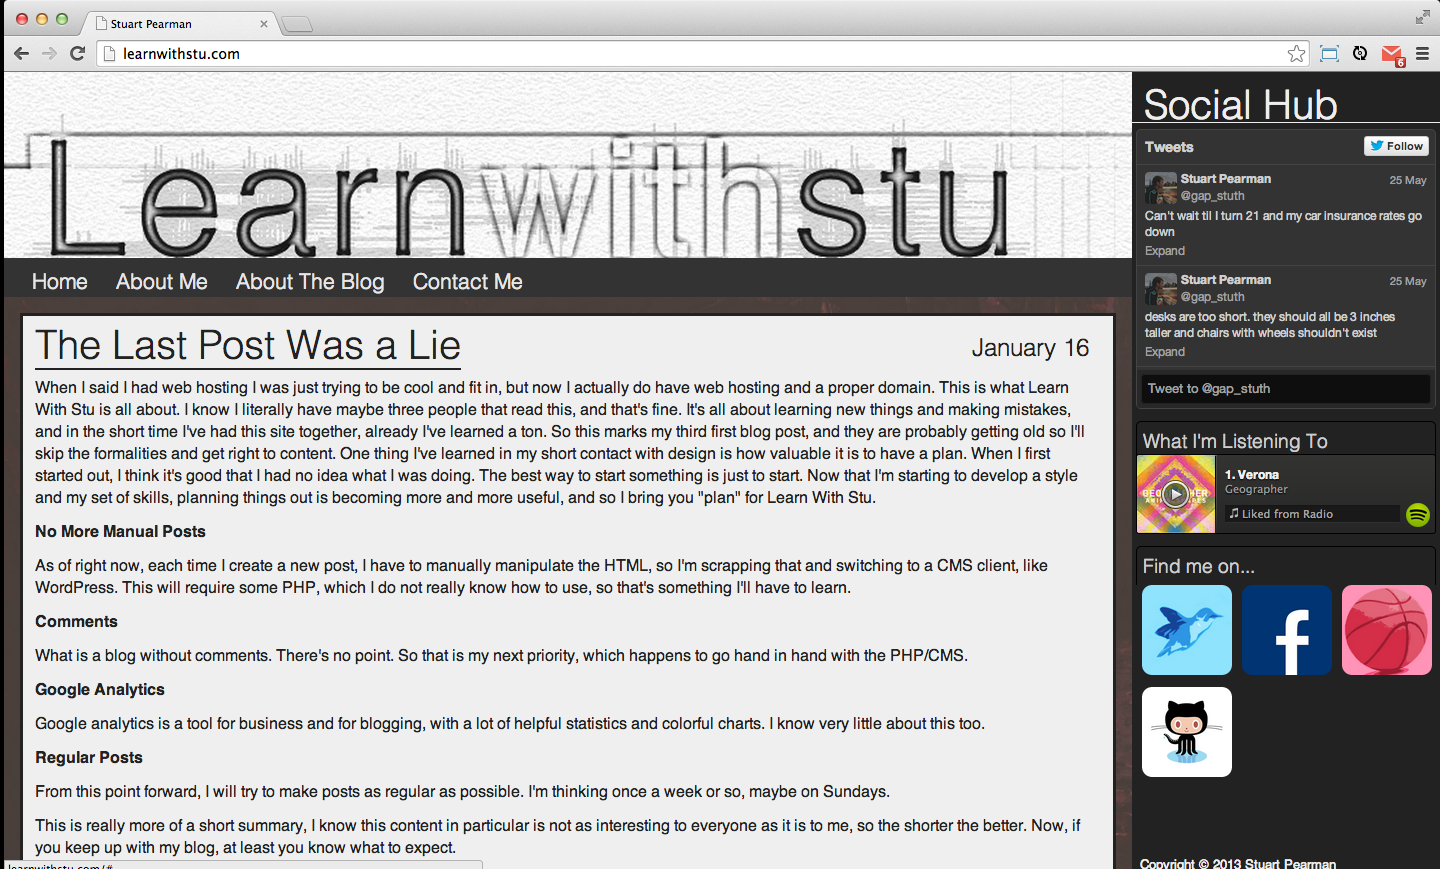 Stuart Pearman
learnwithstu.com
6
Learnwithstu
Home About Me About The Blog Contact Me
The Last Post Was a Lie
January 16
When I said I had web hosting I was just trying to be cool and fit in, but now I actually do have web hosting and a proper domain. This is what Learn
With Stu is all about. I know I literally have maybe three people that read this, and that's fine. It's all about learning new things and making mistakes,
and in the short time I've had this site together, already I've learned a ton. So this marks my third first blog post, and they are probably getting old so I'll
skip the formalities and get right to content. One thing I've learned in my short contact with design is how valuable it is to have a plan. When I first
started out, I think it's good that I had no idea what I was doing. The best way to start something is just to start. Now that I'm starting to develop a style
and my set of skills, planning things out is becoming more and more useful, and so I bring you "plan" for Learn With Stu.
No More Manual Posts
As of right now, each time I create a new post, I have to manually manipulate the HTML, so I'm scrapping that and switching to a CMS client, like
WordPress. This will require some PHP, which I do not really know how to use, so that's something I'll have to learn.
Comments
What is a blog without comments. There's no point. So that is my next priority, which happens to go hand in hand with the PHP/CMS.
Google Analytics
Google analytics is a tool for business and for blogging, with a lot of helpful statistics and colorful charts. I know very little about this too.
Regular Posts
From this point forward, I will try to make posts as regular as possible. I'm thinking once a week or so, maybe on Sundays.
This is really more of a short summary, I know this content in particular is not as interesting to everyone as it is to me, so the shorter the better. Now, if
you keep up with my blog, at least you know what to expect.
learnwithstu.com/#
Social Hub
Tweets
Follow
Stuart Pearman
25 May
@gap_stuth
Can't wait til I turn 21 and my car insurance rates go
down
Expand
Stuart Pearman
25 May
@gap_stuth
desks are too short. they should all be 3 inches
taller and chairs with wheels shouldn't exist
Expand
Tweet to @gap_stuth
What I'm Listening To
1. Verona
Geographer
Liked from Radio
Find me on...
Copyright © 2013 Stuart Pearman